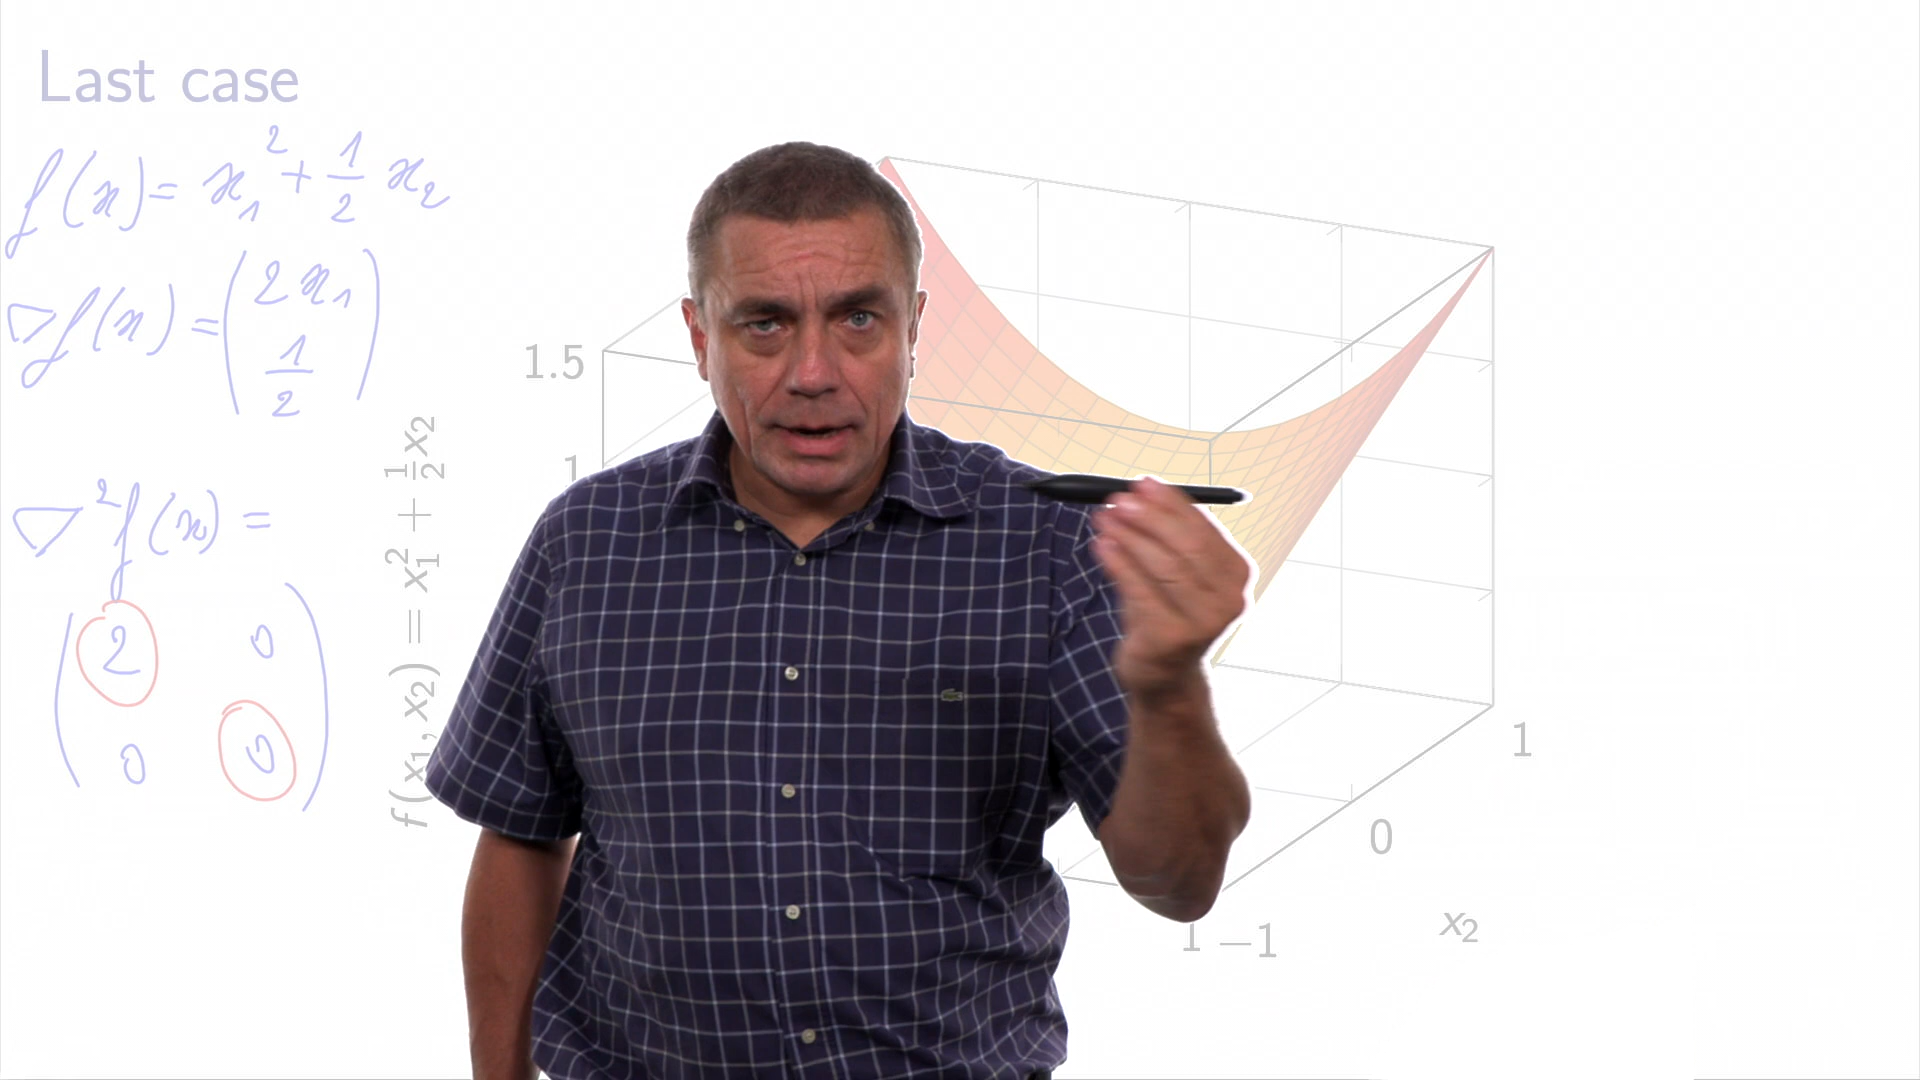 Last case
f(x) = x₁² + ½ x₂
∇f(x) = (2x₁
½)
∇²f(x) =
(2 0
0 0)
f(x₁, x₂) = x₁² + ½x₂
1.5
1
1
0
−1
1
x₂